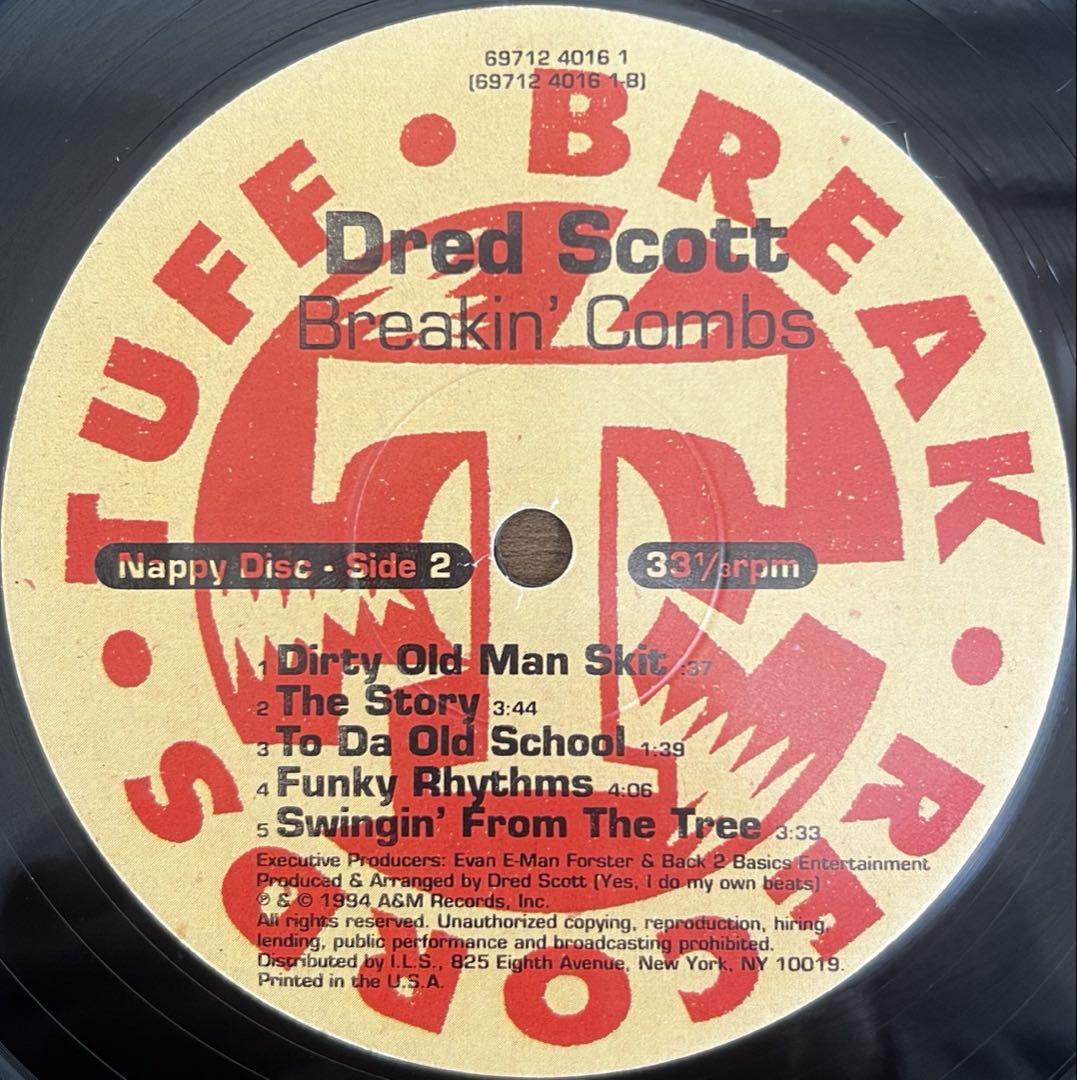 69712 4016 1
(69712 4016 1-B)
TUFF • BREAK • RECORDS •
Dred Scott
Breakin' Combs
T
Nappy Disc - Side 2
33 1/3 rpm
1 Dirty Old Man Skit :37
2 The Story 3:44
3 To Da Old School 1:39
4 Funky Rhythms 4:06
5 Swingin' From The Tree 3:33
Executive Producers: Evan E-Man Forster & Back 2 Basics Entertainment
Produced & Arranged by Dred Scott (Yes, I do my own beats)
℗ & © 1994 A&M Records, Inc.
All rights reserved. Unauthorized copying, reproduction, hiring,
lending, public performance and broadcasting prohibited.
Distributed by I.L.S., 825 Eighth Avenue, New York, NY 10019.
Printed in the U.S.A.